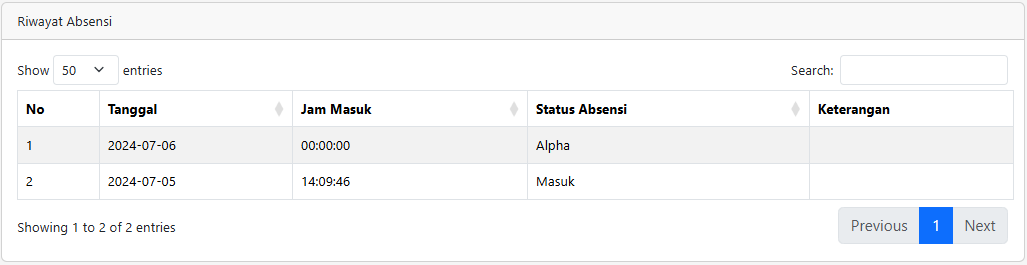 Riwayat Absensi
Show 50 entries Search:
No Tanggal Jam Masuk Status Absensi Keterangan
1 2024-07-06 00:00:00 Alpha
2 2024-07-05 14:09:46 Masuk
Showing 1 to 2 of 2 entries Previous 1 Next